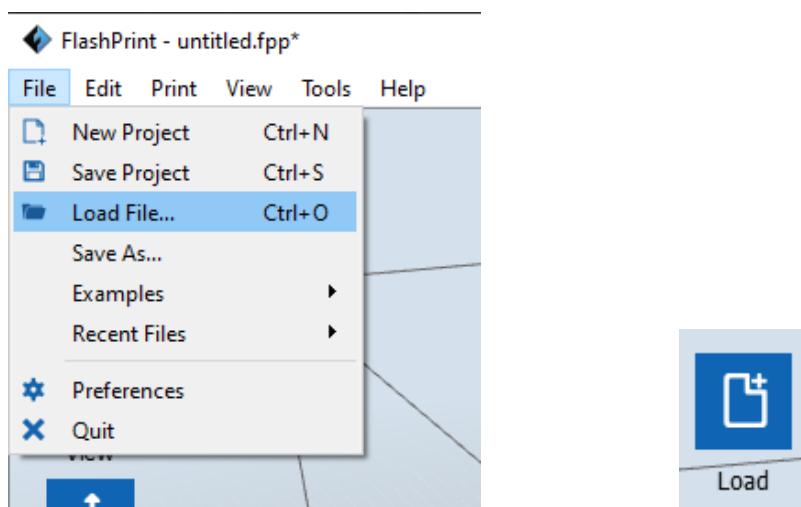 FlashPrint - untitled.fpp*
File Edit Print View Tools Help
New Project Ctrl+N
Save Project Ctrl+S
Load File... Ctrl+O
Save As...
Examples
Recent Files
Preferences
Quit
View
Load